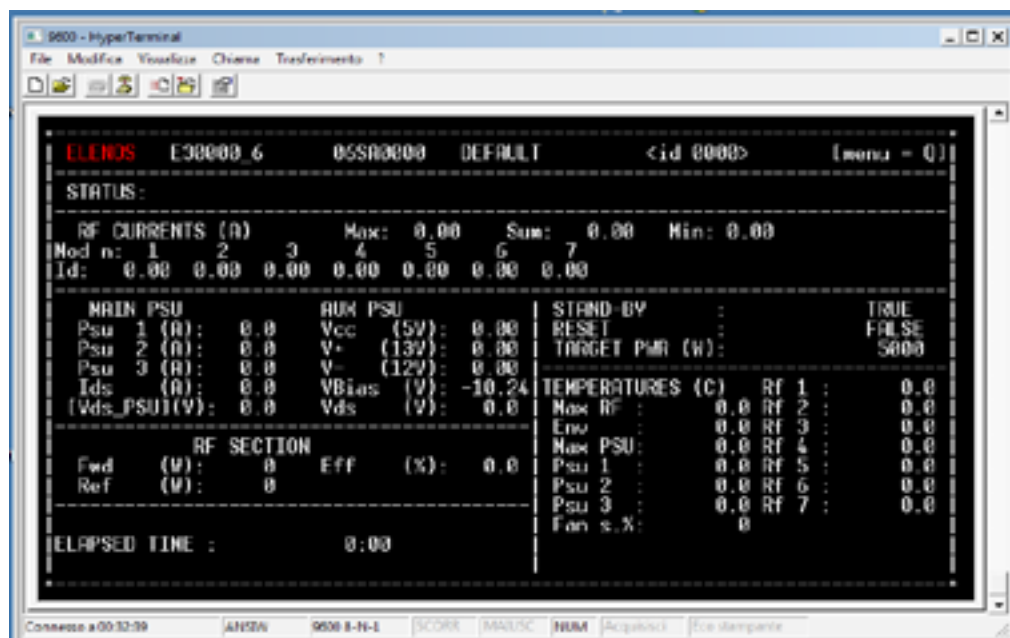 9600 - HyperTerminal
File Modifica Visualizza Chiama Trasferimento ?
ELENOS E30000_6 06SA0000 DEFAULT <id 0000> [menu = Q]
STATUS:
RF CURRENTS (A) Max: 0.00 Sum: 0.00 Min: 0.00
Mod n: 1 2 3 4 5 6 7
Id: 0.00 0.00 0.00 0.00 0.00 0.00 0.00
MAIN PSU AUX PSU STAND-BY : TRUE
Psu 1 (A): 0.0 Vcc (5V): 0.00 RESET : FALSE
Psu 2 (A): 0.0 V+ (13V): 0.00 TARGET PWR (W): 5000
Psu 3 (A): 0.0 V- (12V): 0.00
Ids (A): 0.0 VBias (V): -10.24 TEMPERATURES (C) Rf 1 : 0.0
[Vds_PSU](V): 0.0 Vds (V): 0.0 Max RF : 0.0 Rf 2 : 0.0
Env : 0.0 Rf 3 : 0.0
RF SECTION Max PSU: 0.0 Rf 4 : 0.0
Fwd (W): 0 Eff (%): 0.0 Psu 1 : 0.0 Rf 5 : 0.0
Ref (W): 0 Psu 2 : 0.0 Rf 6 : 0.0
Psu 3 : 0.0 Rf 7 : 0.0
Fan s.%: 0
ELAPSED TIME : 0:00
Connesso a 00:32:39 ANSIW 9600 8-N-1 SCORR MAIUSC NUM Acquisisci Eco stampante